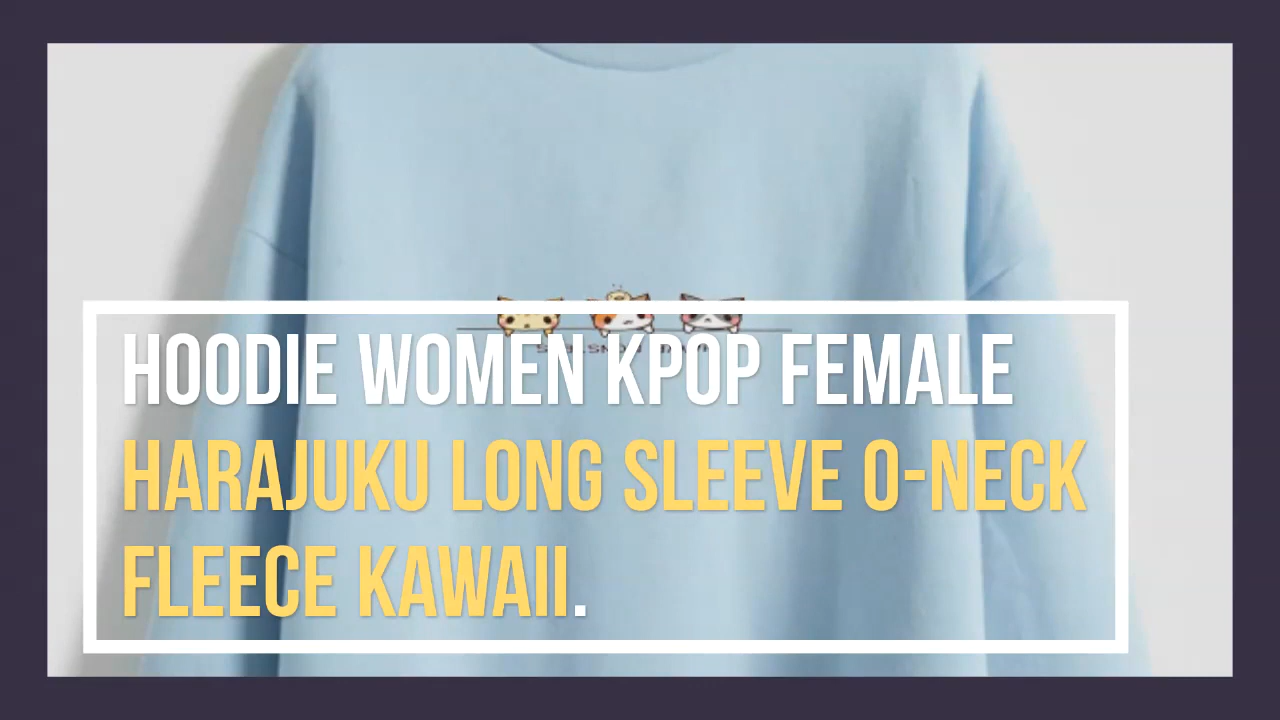 HOODIE WOMEN KPOP FEMALE
HARAJUKU LONG SLEEVE O-NECK
FLEECE KAWAII.